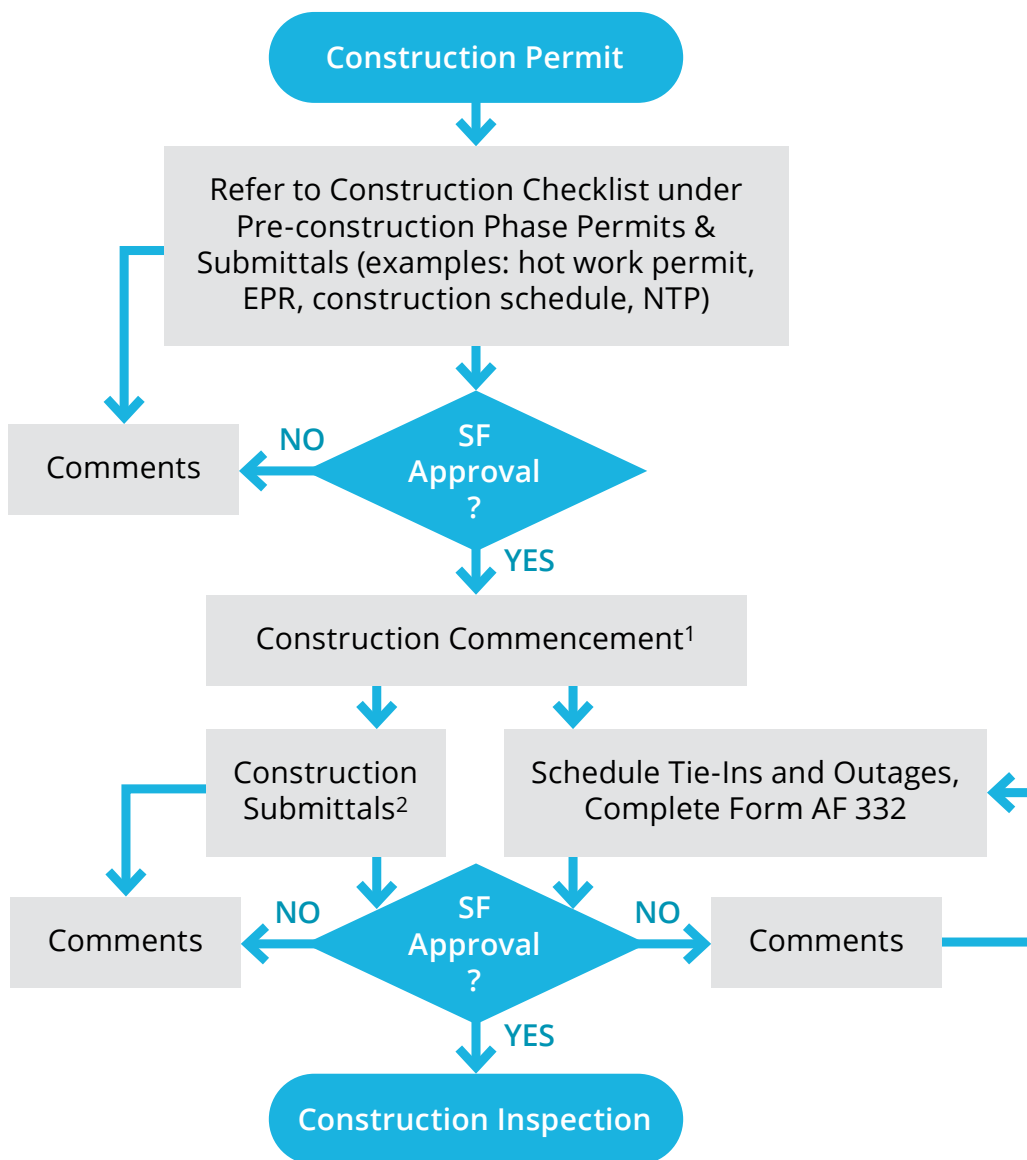 Construction Permit
Refer to Construction Checklist under
Pre-construction Phase Permits &
Submittals (examples: hot work permit,
EPR, construction schedule, NTP)
Comments
NO
SF
Approval
?
YES
Construction Commencement¹
Construction
Submittals²
Schedule Tie-Ins and Outages,
Complete Form AF 332
Comments
NO
SF
Approval
?
NO
Comments
YES
Construction Inspection